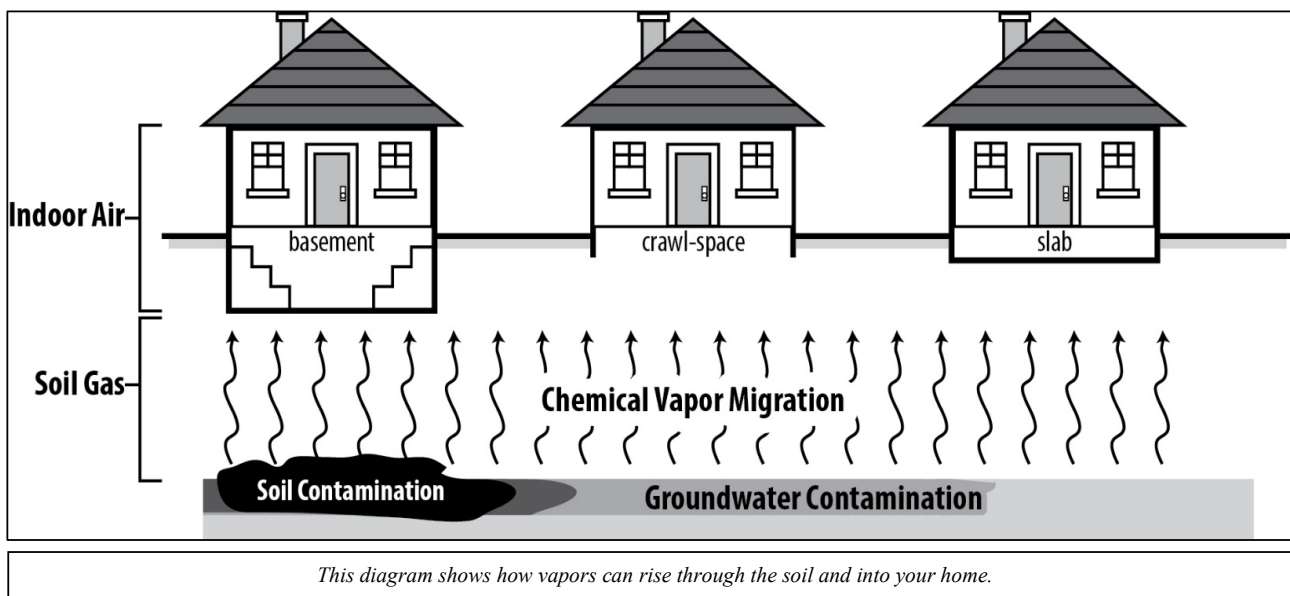 Indoor Air
basement
crawl-space
slab
Soil Gas
Chemical Vapor Migration
Soil Contamination
Groundwater Contamination
This diagram shows how vapors can rise through the soil and into your home.